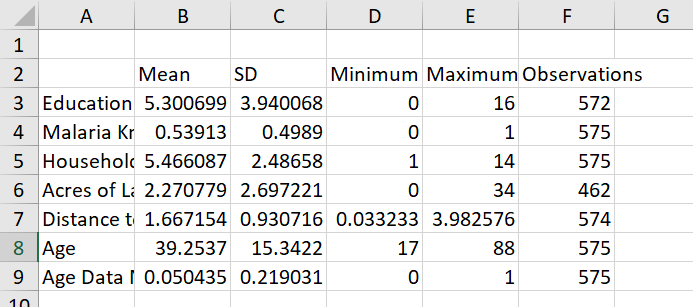 A B C D E F G
1
2 Mean SD Minimum Maximum Observations
3 Education 5.300699 3.940068 0 16 572
4 Malaria Kr 0.53913 0.4989 0 1 575
5 Household 5.466087 2.48658 1 14 575
6 Acres of La 2.270779 2.697221 0 34 462
7 Distance to 1.667154 0.930716 0.033233 3.982576 574
8 Age 39.2537 15.3422 17 88 575
9 Age Data 0.050435 0.219031 0 1 575
10